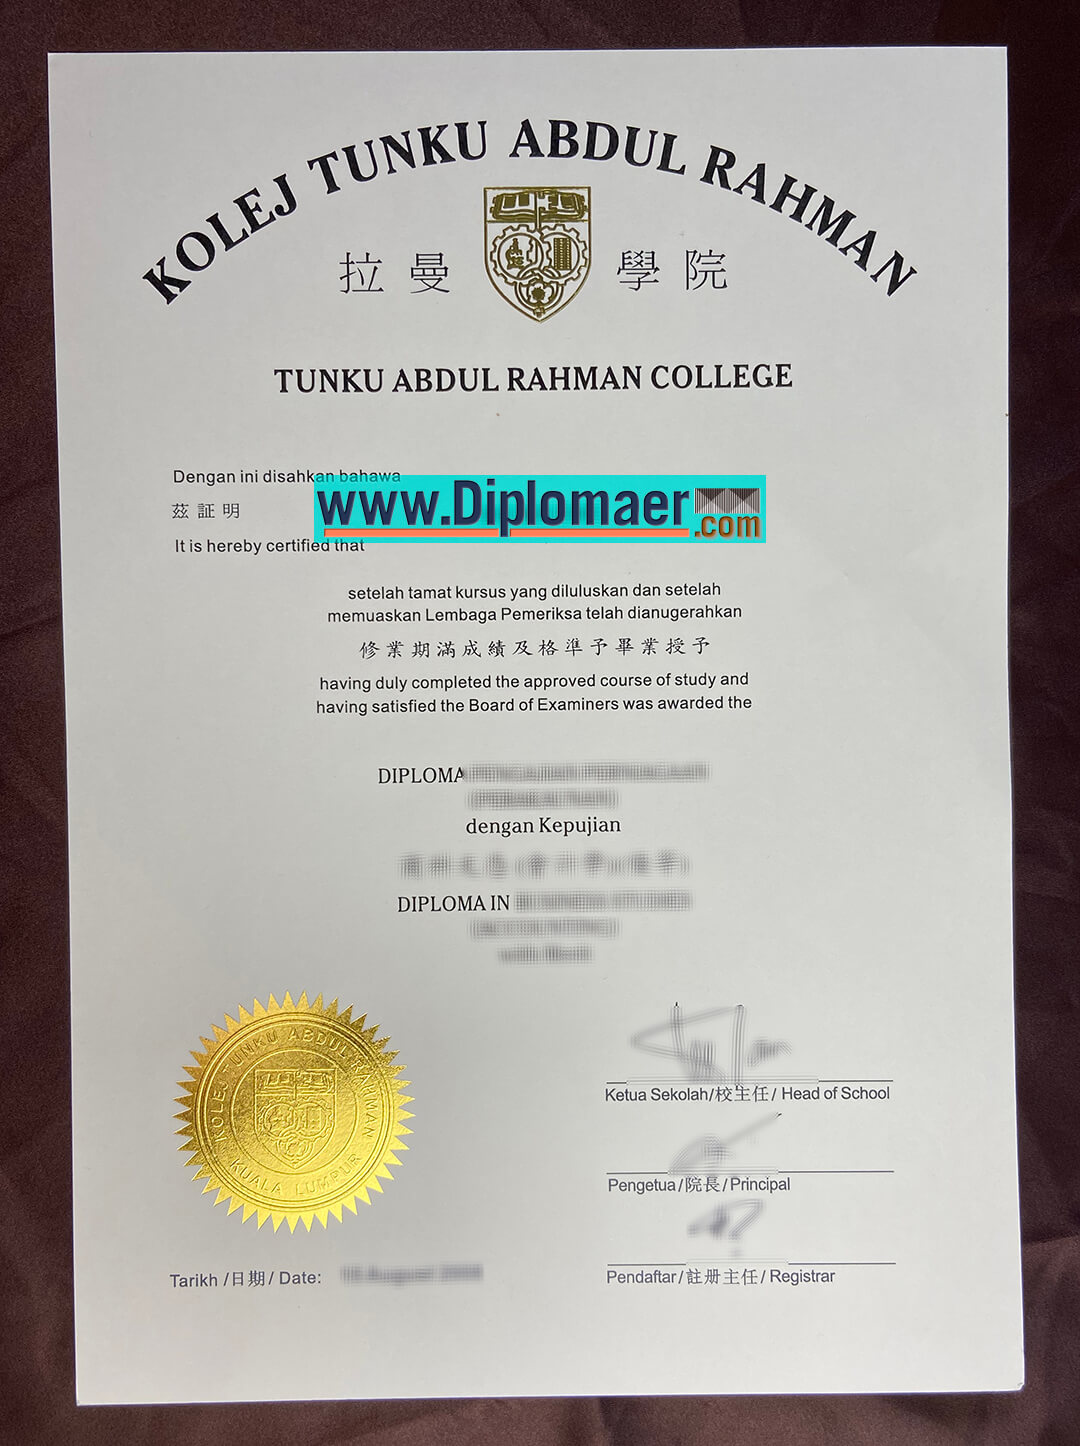 KOLEJ TUNKU ABDUL RAHMAN
拉曼 學院
TUNKU ABDUL RAHMAN COLLEGE
Dengan ini disahkan bahawa
茲証明
www.Diplomaer.com
It is hereby certified that
setelah tamat kursus yang diluluskan dan setelah
memuaskan Lembaga Pemeriksa telah dianugerahkan
修業期滿成績及格準予畢業授予
having duly completed the approved course of study and
having satisfied the Board of Examiners was awarded the
DIPLOMA
dengan Kepujian
DIPLOMA IN
KOLEJ TUNKU ABDUL RAHMAN
KUALA LUMPUR
Ketua Sekolah/校主任/ Head of School
Pengetua/院長/Principal
Tarikh /日期/ Date:
Pendaftar/註册主任/ Registrar